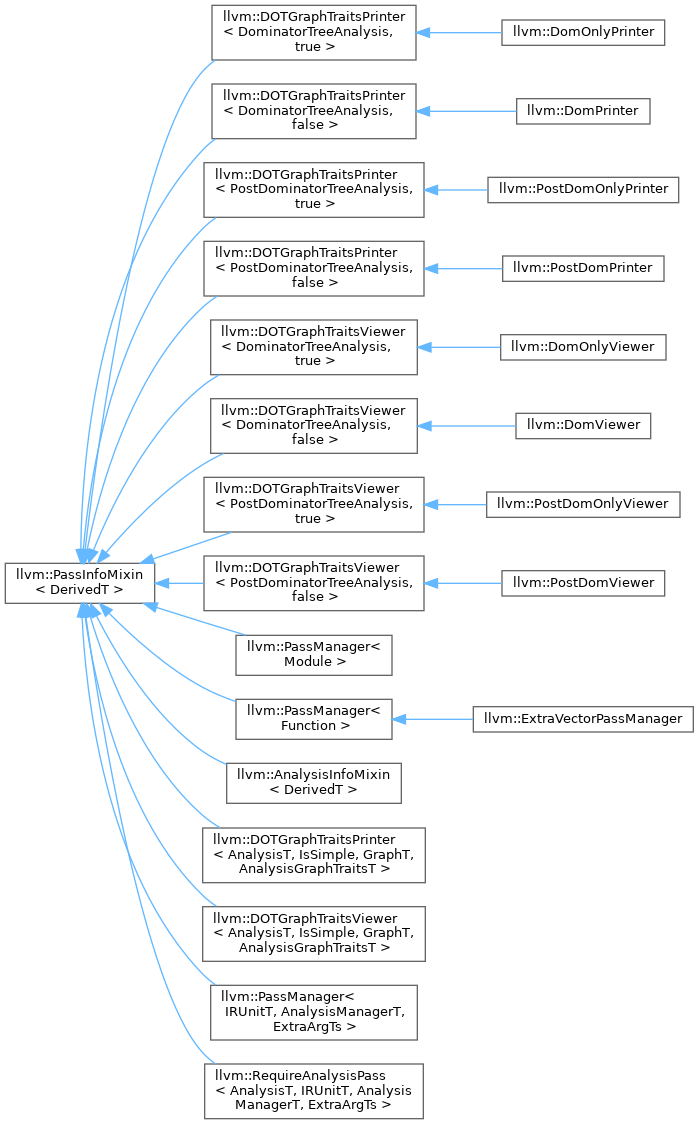 llvm::DOTGraphTraitsPrinter
< DominatorTreeAnalysis,
true >
llvm::DomOnlyPrinter
llvm::DOTGraphTraitsPrinter
< DominatorTreeAnalysis,
false >
llvm::DomPrinter
llvm::DOTGraphTraitsPrinter
< PostDominatorTreeAnalysis,
true >
llvm::PostDomOnlyPrinter
llvm::DOTGraphTraitsPrinter
< PostDominatorTreeAnalysis,
false >
llvm::PostDomPrinter
llvm::DOTGraphTraitsViewer
< DominatorTreeAnalysis,
true >
llvm::DomOnlyViewer
llvm::DOTGraphTraitsViewer
< DominatorTreeAnalysis,
false >
llvm::DomViewer
llvm::DOTGraphTraitsViewer
< PostDominatorTreeAnalysis,
true >
llvm::PostDomOnlyViewer
llvm::PassInfoMixin
< DerivedT >
llvm::DOTGraphTraitsViewer
< PostDominatorTreeAnalysis,
false >
llvm::PostDomViewer
llvm::PassManager<
Module >
llvm::PassManager<
Function >
llvm::ExtraVectorPassManager
llvm::AnalysisInfoMixin
< DerivedT >
llvm::DOTGraphTraitsPrinter
< AnalysisT, IsSimple, GraphT,
AnalysisGraphTraitsT >
llvm::DOTGraphTraitsViewer
< AnalysisT, IsSimple, GraphT,
AnalysisGraphTraitsT >
llvm::PassManager<
IRUnitT, AnalysisManagerT,
ExtraArgTs >
llvm::RequireAnalysisPass
< AnalysisT, IRUnitT, Analysis
ManagerT, ExtraArgTs >